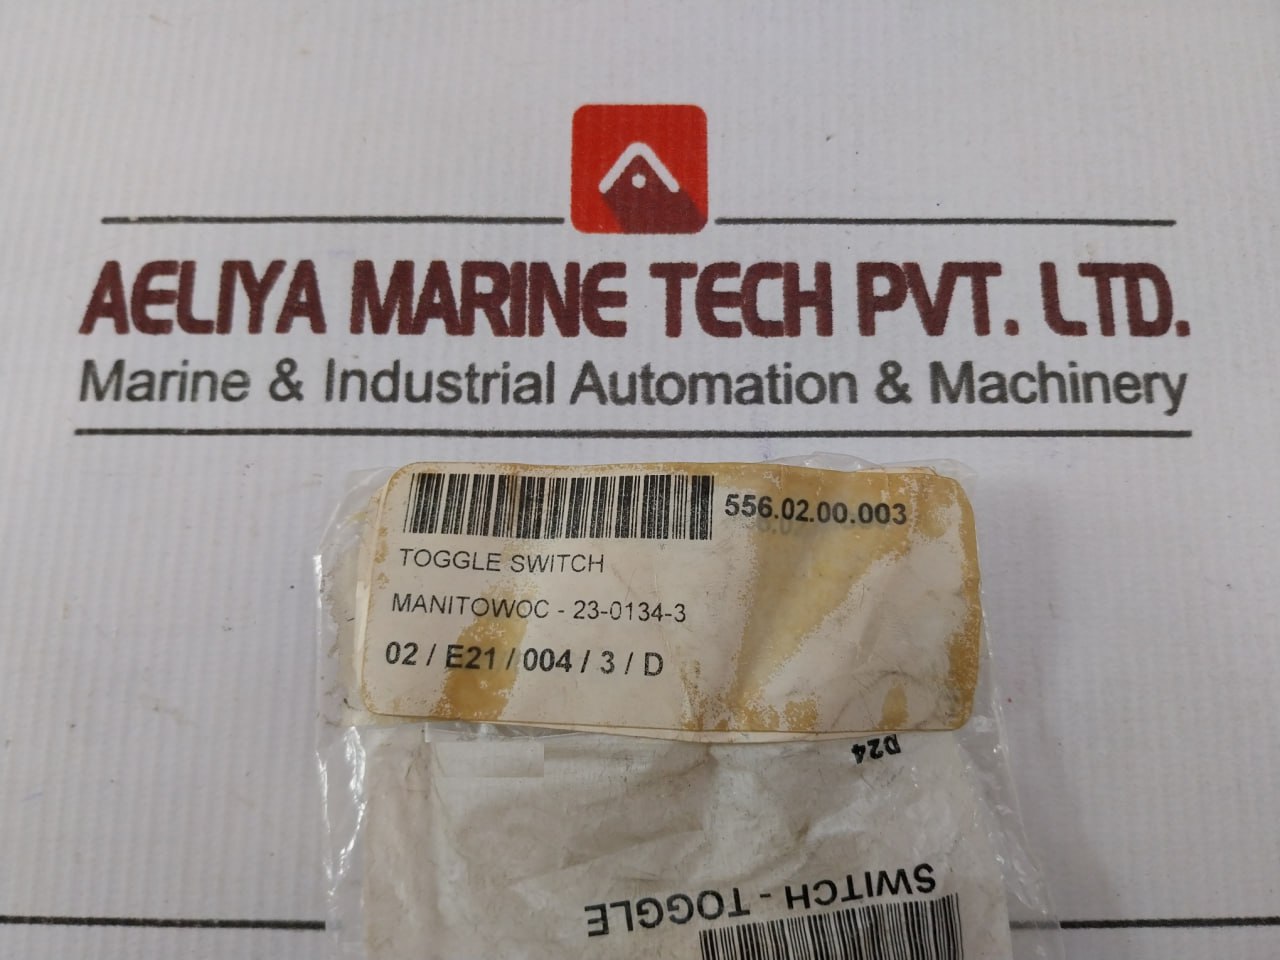 AELIYA MARINE TECH PVT. LTD.
Marine & Industrial Automation & Machinery
556.02.00.003
TOGGLE SWITCH
MANITOWOC - 23-0134-3
02 / E21 / 004 / 3 / D
D24
SWITCH - TOGGLE